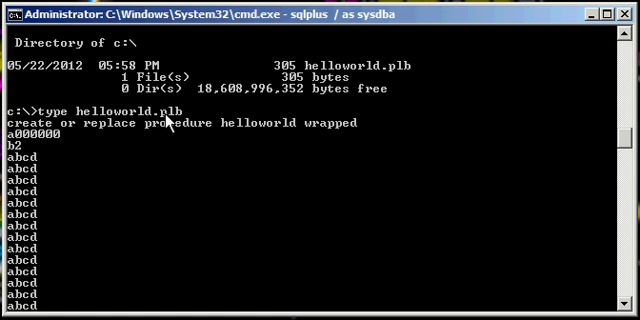 Administrator: C:\Windows\System32\cmd.exe - sqlplus / as sysdba
Directory of c:\
05/22/2012 05:58 PM 305 helloworld.plb
1 File(s) 305 bytes
0 Dir(s) 18,608,996,352 bytes free
c:\>type helloworld.plb
create or replace procedure helloworld wrapped
a000000
b2
abcd
abcd
abcd
abcd
abcd
abcd
abcd
abcd
abcd
abcd
abcd
abcd
abcd
abcd